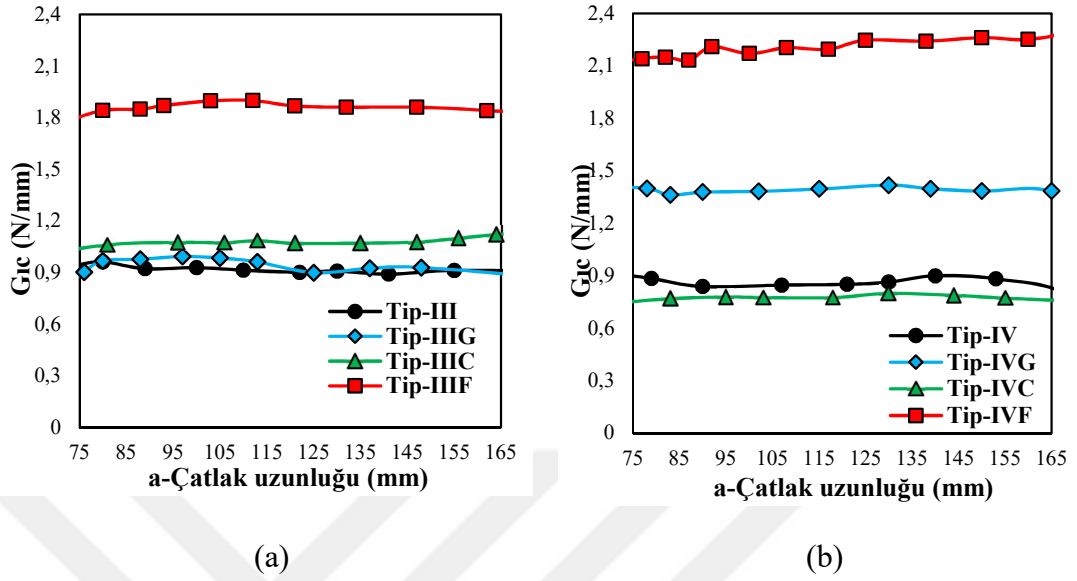 2,4
2,1
1,8
1,5
1,2
0,9
0,6
0,3
0
Gıc (N/mm)
75 85 95 105 115 125 135 145 155 165
a-Çatlak uzunluğu (mm)
Tip-III
Tip-IIIG
Tip-IIIC
Tip-IIIF
(a)
2,4
2,1
1,8
1,5
1,2
0,9
0,6
0,3
0
Gıc (N/mm)
75 85 95 105 115 125 135 145 155 165
a-Çatlak uzunluğu (mm)
Tip-IV
Tip-IVG
Tip-IVC
Tip-IVF
(b)